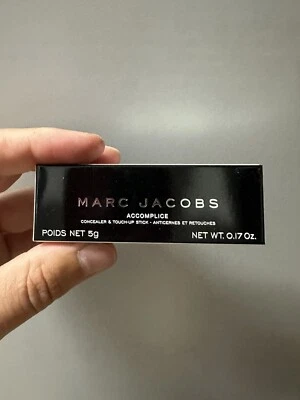 MARC JACOBS
ACCOMPLICE
CONCEALER & TOUCH-UP STICK - ANTICERNES ET RETOUCHES
POIDS NET 5g NET WT. 0.17 Oz.